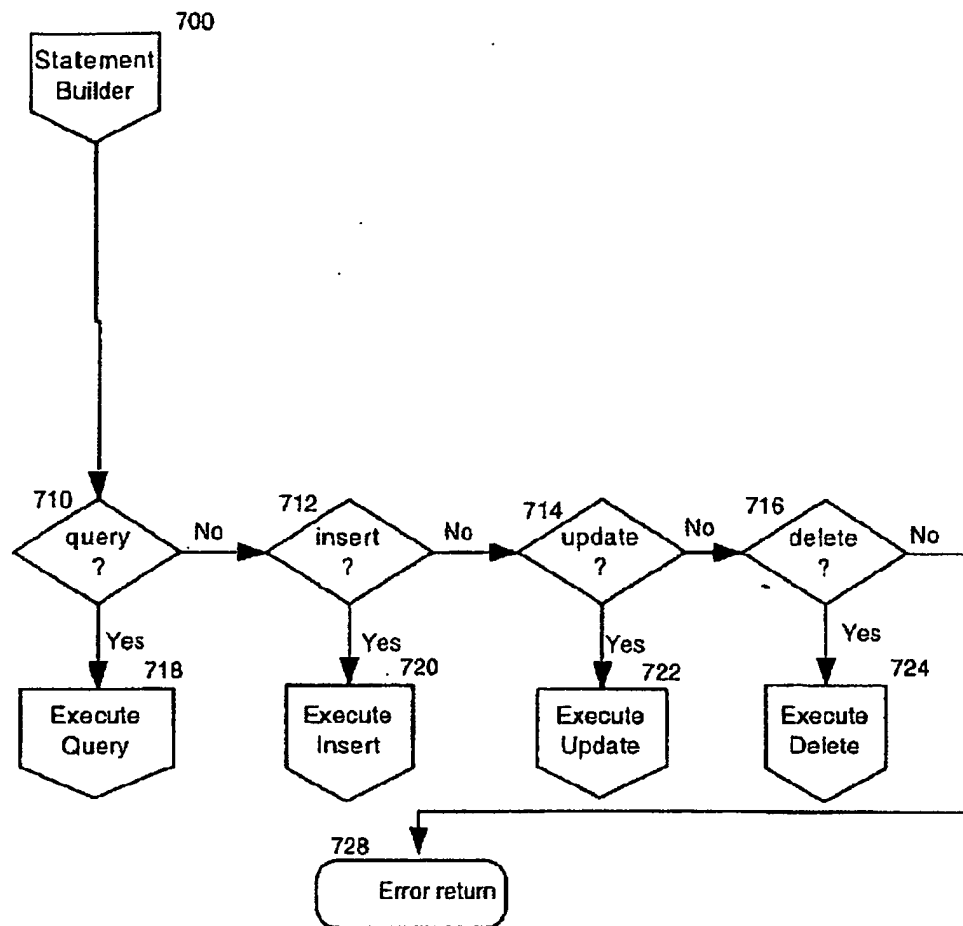 700
Statement
Builder
710
query
?
No
712
insert
?
No
714
update
?
No
716
delete
?
No
Yes
718
Execute
Query
Yes
720
Execute
Insert
Yes
722
Execute
Update
Yes
724
Execute
Delete
728
Error return